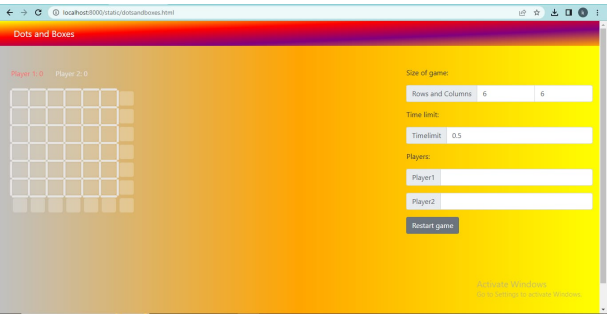 localhost:8000/static/dotsandboxes.html
Dots and Boxes
Player 1: 0 Player 2: 0
Size of game:
Rows and Columns 6 6
Time limit:
Timelimit 0.5
Players:
Player1
Player2
Restart game
Activate Windows
Go to Settings to activate Windows.